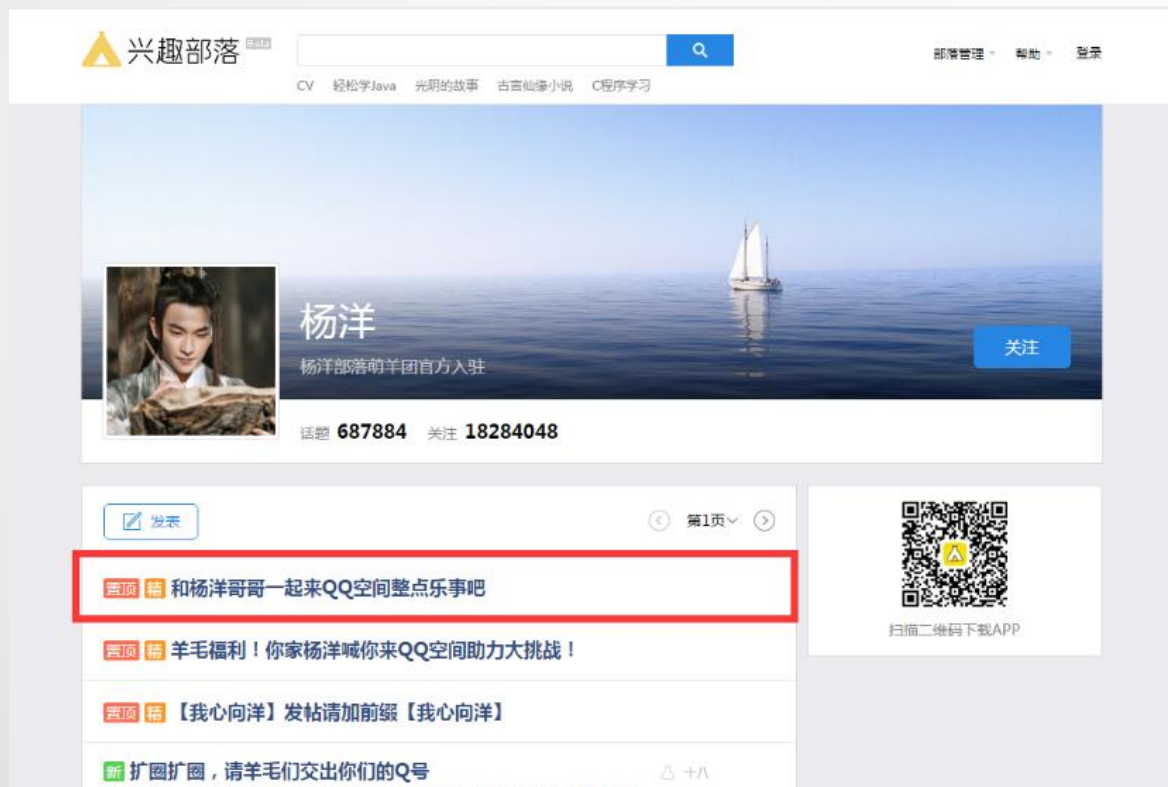 兴趣部落 Beta
部落管理 帮助 登录
CV 轻松学Java 光阴的故事 古言仙缘小说 C程序学习
杨洋
杨洋部落萌羊团官方入驻
关注
话题 687884 关注 18284048
发表
第1页
置顶 精 和杨洋哥哥一起来QQ空间整点乐事吧
扫描二维码下载APP
置顶 精 羊毛福利！你家杨洋喊你来QQ空间助力大挑战！
置顶 精 【我心向洋】发帖请加前缀【我心向洋】
新 扩圈扩圈，请羊毛们交出你们的Q号
十八